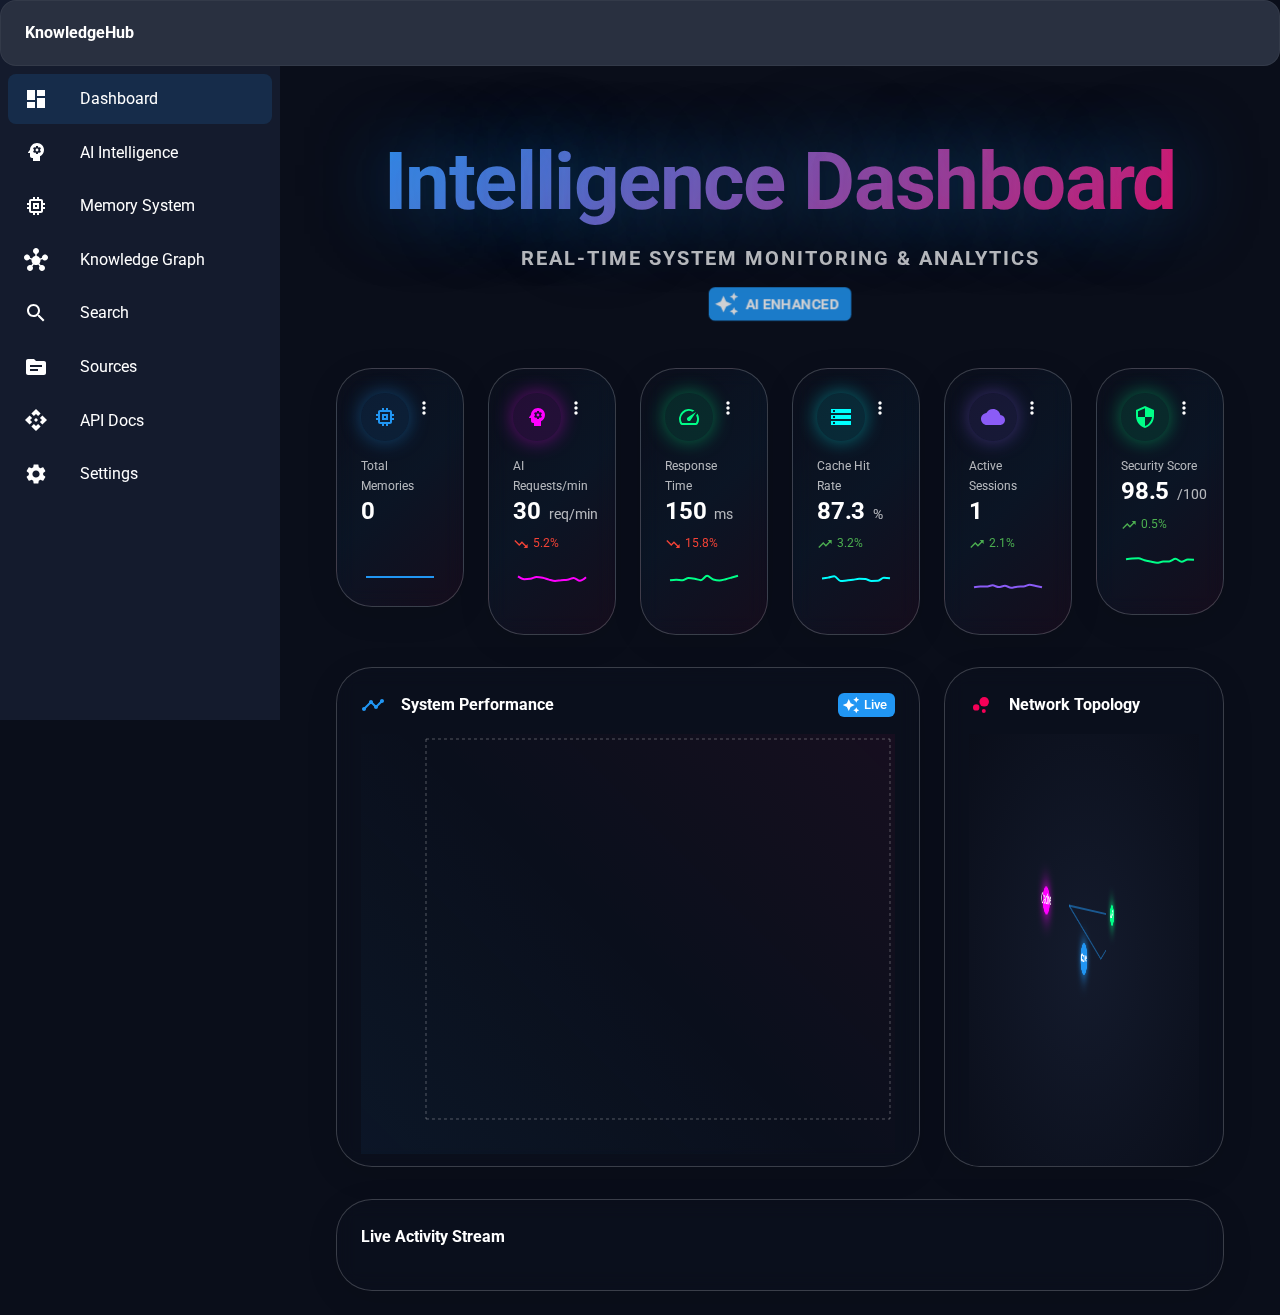 KnowledgeHub
Dashboard
AI Intelligence
Memory System
Knowledge Graph
Search
Sources
API Docs
Settings
Intelligence Dashboard
REAL-TIME SYSTEM MONITORING & ANALYTICS
AI ENHANCED
Total
Memories
0
AI
Requests/min
30 req/min
5.2%
Response
Time
150 ms
15.8%
Cache Hit
Rate
87.3 %
3.2%
Active
Sessions
1
2.1%
Security Score
98.5 /100
0.5%
System Performance
Live
Network Topology
Live Activity Stream